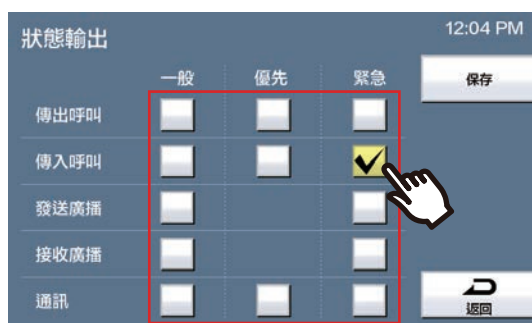 狀態輸出
12:04 PM
一般 優先 緊急
保存
傳出呼叫
傳入呼叫
發送廣播
接收廣播
通訊
返回